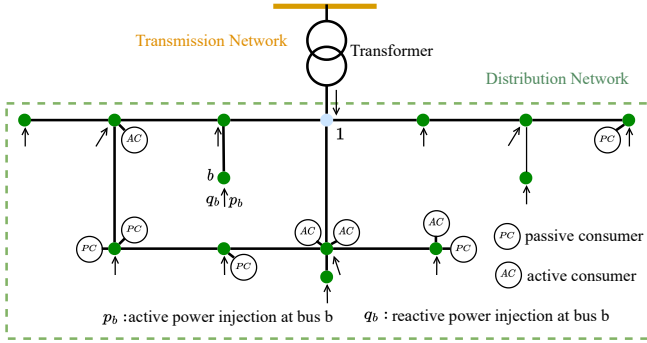 Transmission Network
Transformer
Distribution Network
1
AC
PC
b
q_b p_b
AC
AC
AC
PC
PC
PC
PC
PC passive consumer
AC active consumer
p_b :active power injection at bus b
q_b : reactive power injection at bus b